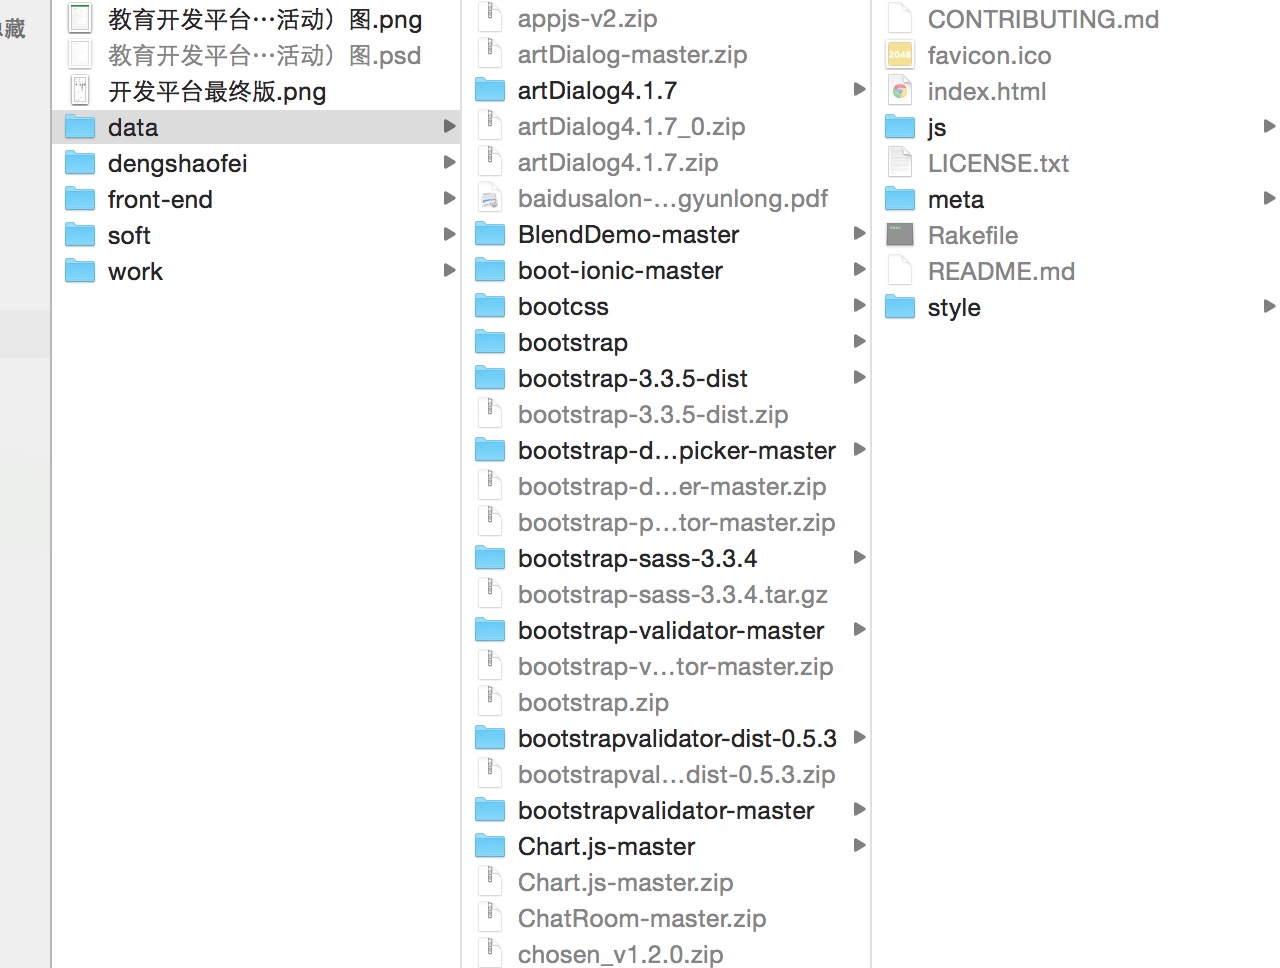 隐藏
教育开发平台…活动）图.png
教育开发平台…活动）图.psd
开发平台最终版.png
data
dengshaofei
front-end
soft
work
appjs-v2.zip
artDialog-master.zip
artDialog4.1.7
artDialog4.1.7_0.zip
artDialog4.1.7.zip
baidusalon-...gyunlong.pdf
BlendDemo-master
boot-ionic-master
bootcss
bootstrap
bootstrap-3.3.5-dist
bootstrap-3.3.5-dist.zip
bootstrap-d...picker-master
bootstrap-d...er-master.zip
bootstrap-p...tor-master.zip
bootstrap-sass-3.3.4
bootstrap-sass-3.3.4.tar.gz
bootstrap-validator-master
bootstrap-v...tor-master.zip
bootstrap.zip
bootstrapvalidator-dist-0.5.3
bootstrapval...dist-0.5.3.zip
bootstrapvalidator-master
Chart.js-master
Chart.js-master.zip
ChatRoom-master.zip
chosen_v1.2.0.zip
CONTRIBUTING.md
2048
favicon.ico
index.html
js
LICENSE.txt
meta
Rakefile
README.md
style